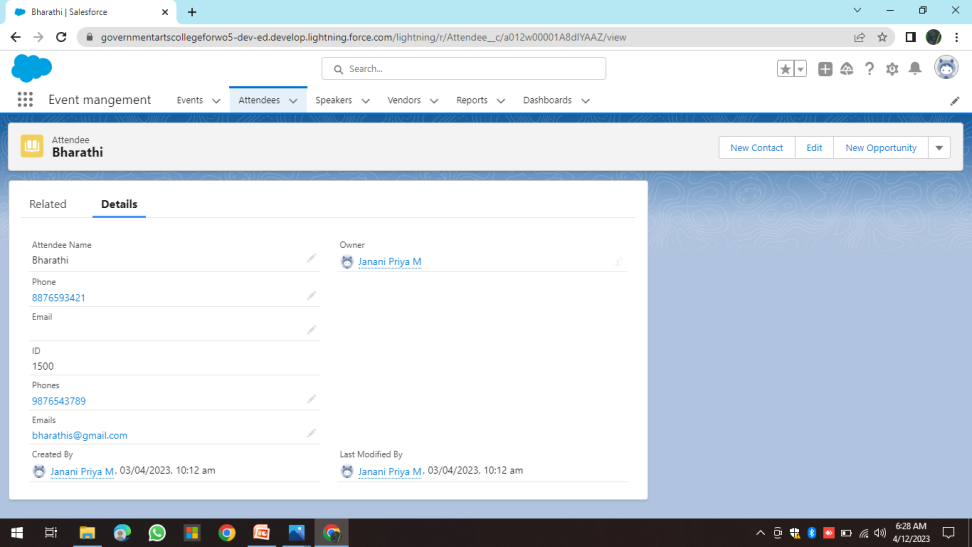 Bharathi | Salesforce
governmentartscollegeforwo5-dev-ed.develop.lightning.force.com/lightning/r/Attendee__c/a012w00001A8dIYAAZ/view
Search...
Event mangement
Events
Attendees
Speakers
Vendors
Reports
Dashboards
Attendee
Bharathi
New Contact
Edit
New Opportunity
Related
Details
Attendee Name
Bharathi
Owner
Janani Priya M
Phone
8876593421
Email
ID
1500
Phones
9876543789
Emails
bharathis@gmail.com
Created By
Janani Priya M, 03/04/2023, 10:12 am
Last Modified By
Janani Priya M, 03/04/2023, 10:12 am
6:28 AM
4/12/2023